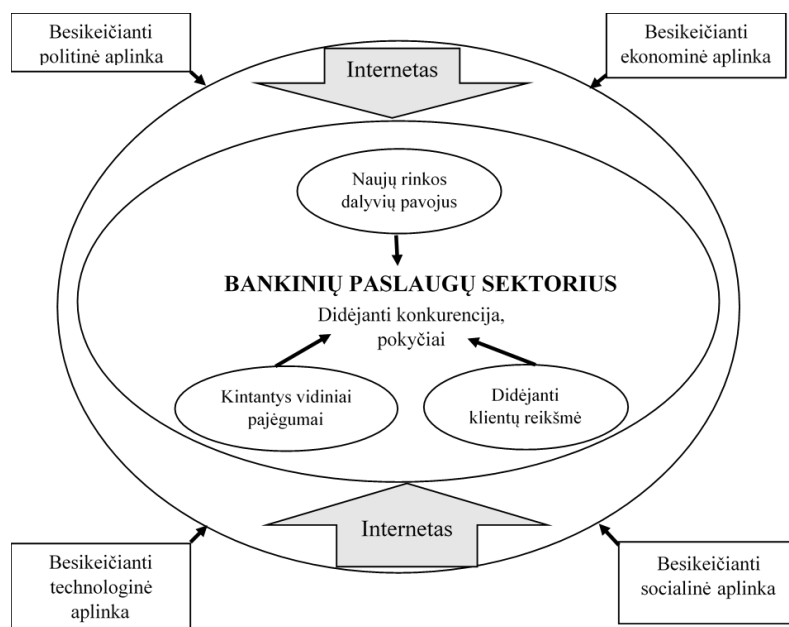 Besikeičianti
politinė aplinka
Internetas
Besikeičianti
ekonominė aplinka
Naujų rinkos
dalyvių pavojus
BANKINIŲ PASLAUGŲ SEKTORIUS
Didėjanti konkurencija,
pokyčiai
Kintantys vidiniai
pajėgumai
Didėjanti
klientų reikšmė
Internetas
Besikeičianti
technologinė
aplinka
Besikeičianti
socialinė aplinka